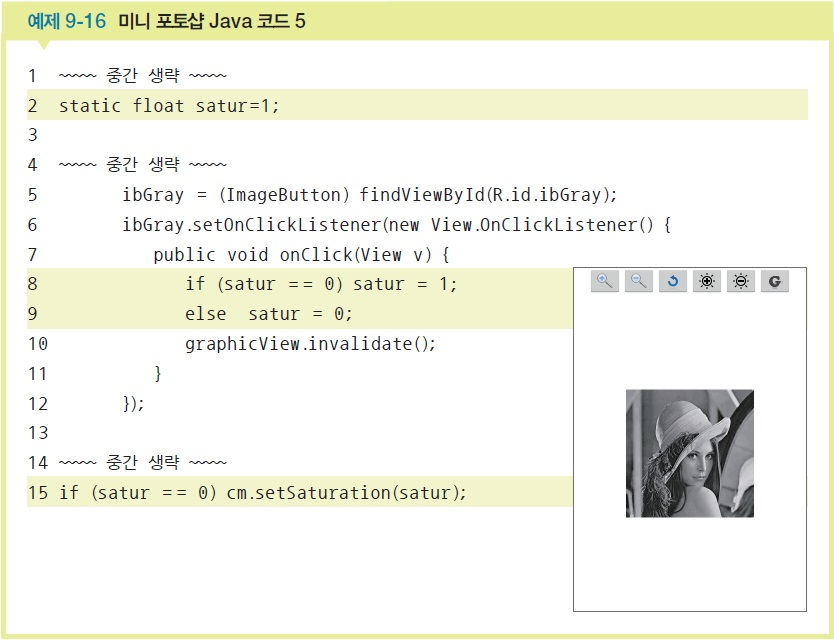 예제 9-16 미니 포토샵 Java 코드 5
1 ~~~~ 중간 생략 ~~~~
2 static float satur=1;
3
4 ~~~~ 중간 생략 ~~~~
5 ibGray = (ImageButton) findViewById(R.id.ibGray);
6 ibGray.setOnClickListener(new View.OnClickListener() {
7 public void onClick(View v) {
8 if (satur == 0) satur = 1;
9 else satur = 0;
10 graphicView.invalidate();
11 }
12 });
13
14 ~~~~ 중간 생략 ~~~~
15 if (satur == 0) cm.setSaturation(satur);
G